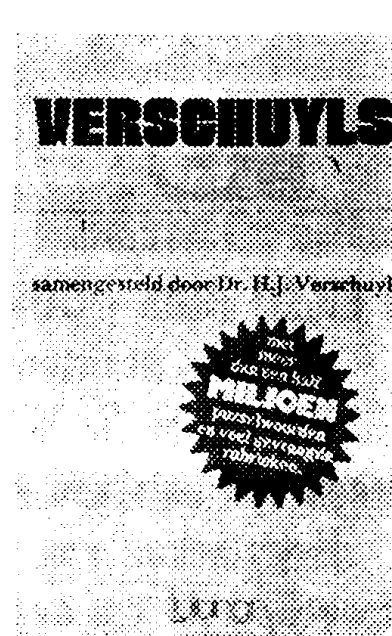 VERSCHUYLS
samengesteld door Dr. H.J. Verschuyl
met
meer
dan een half
MILJOEN
puzzelwoorden
en veel gevraagde
rubrieken.